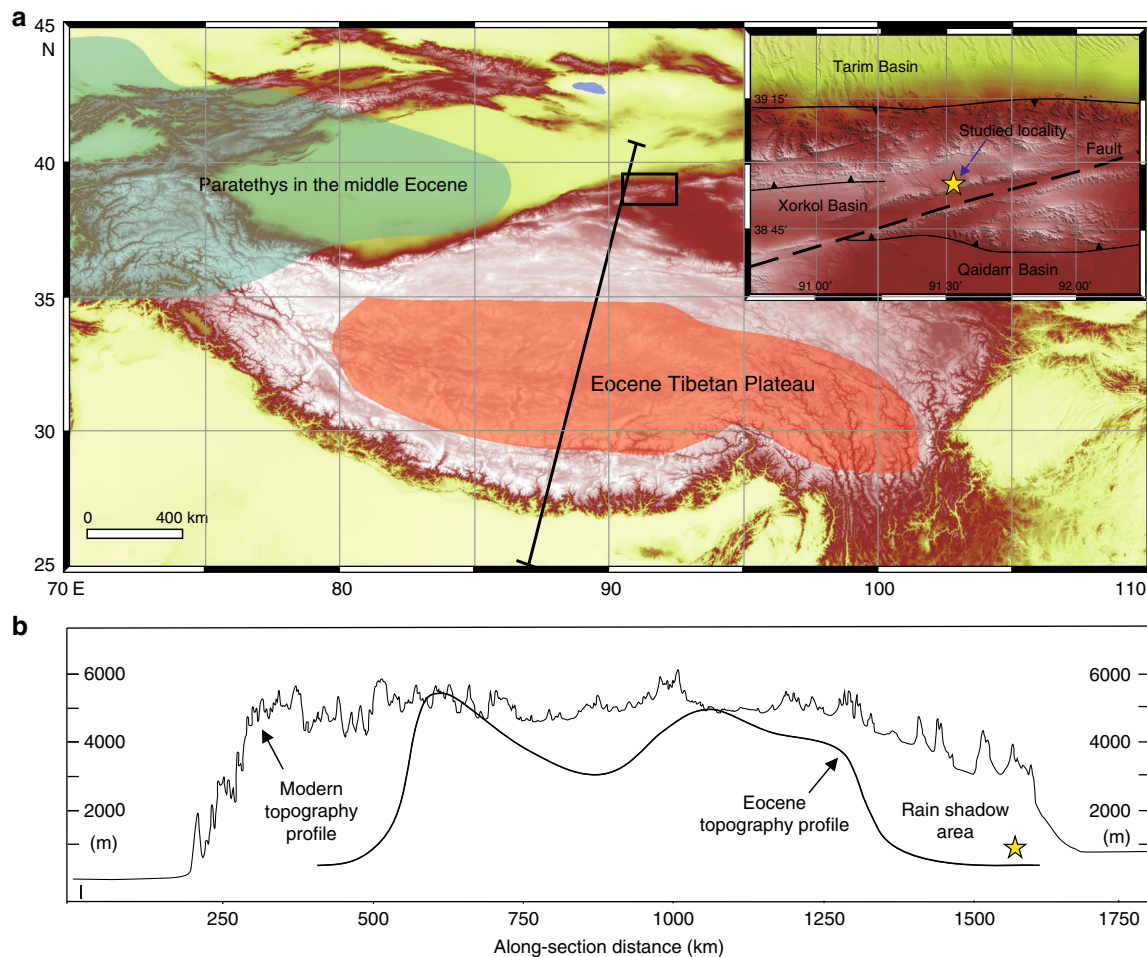 a
45
N
40
35
30
25
70 E
80
90
100
110
Paratethys in the middle Eocene
Eocene Tibetan Plateau
0
400 km
Tarim Basin
39 15′
Studied locality
Fault
Xorkol Basin
38 45′
Qaidam Basin
91 00′
91 30′
92 00′
b
6000
4000
2000
(m)
6000
4000
2000
(m)
Modern
topography
profile
Eocene
topography profile
Rain shadow
area
250
500
750
1000
1250
1500
1750
Along-section distance (km)